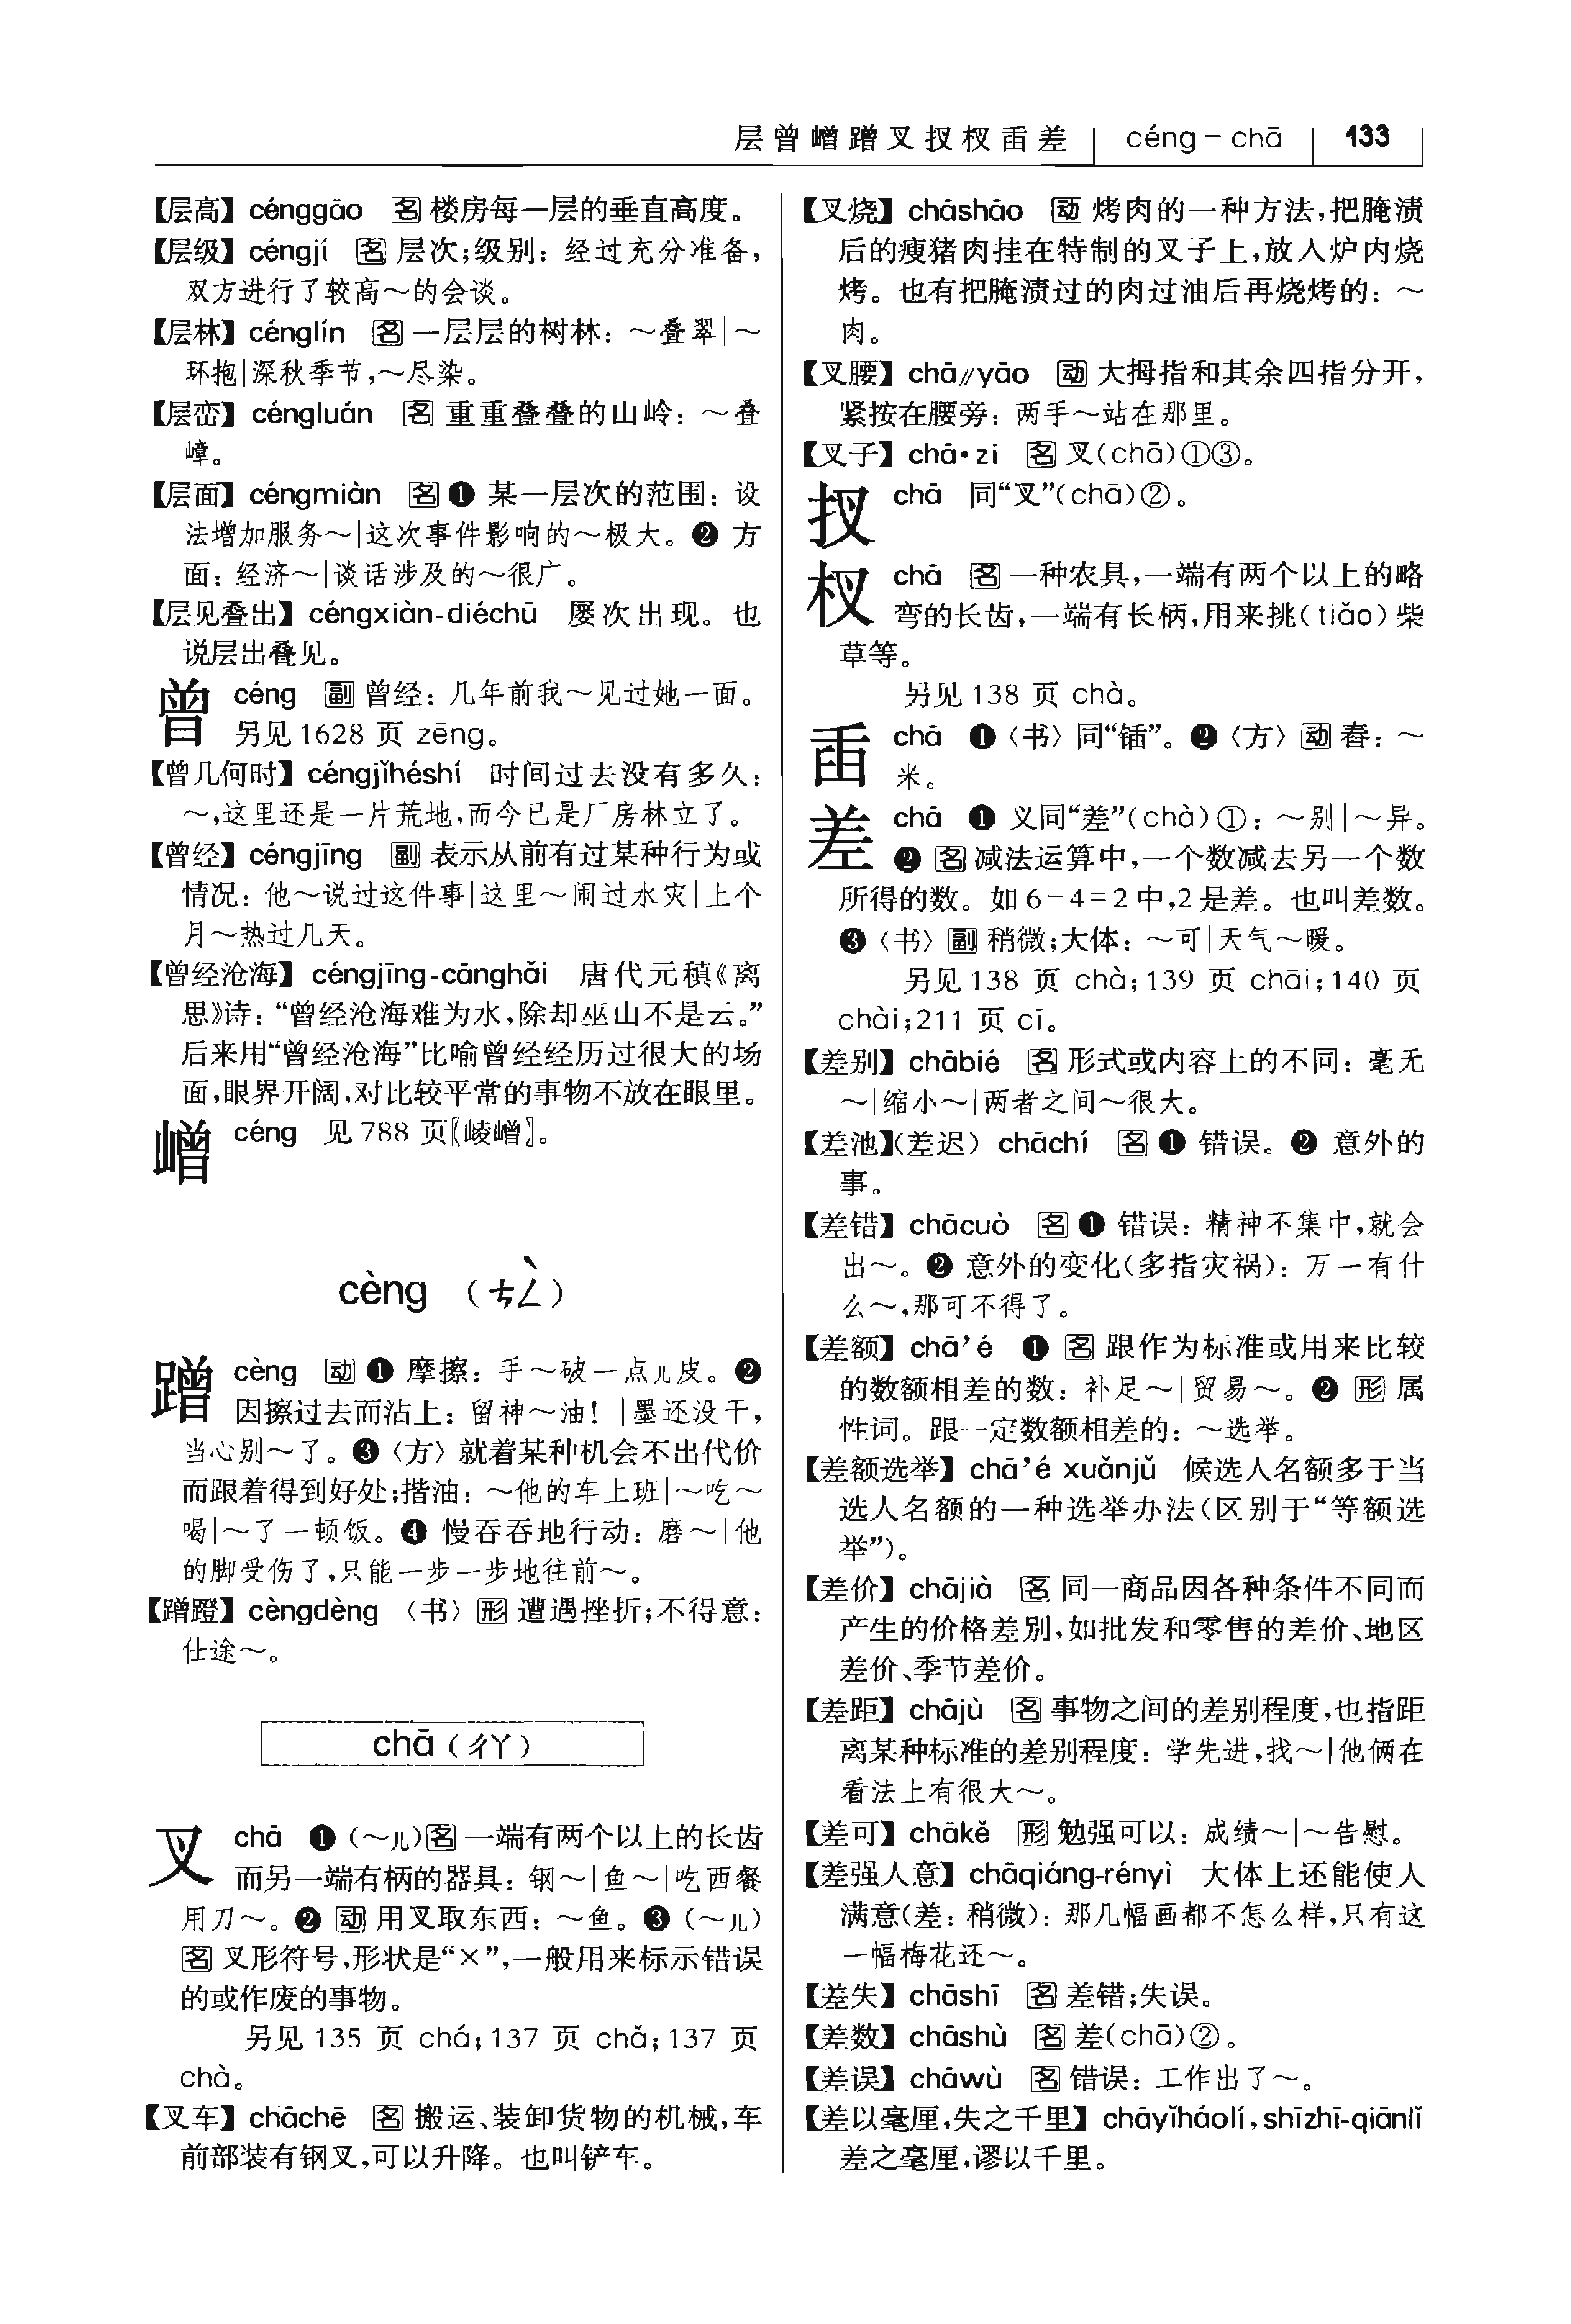 层曾嶒蹭叉扠杈臿差 céng－chā 133
【层高】 cénggāo 名 楼房每一层的垂直高度。
【层级】 céngjí 名 层次;级别：经过充分准备,
双方进行了较高～的会谈。
【层林】 cénglín 名 一层层的树林：～叠翠|～
环抱|深秋季节,～尽染。
【层峦】 céngluán 名 重重叠叠的山岭：～叠
嶂。
【层面】 céngmiàn 名 ❶ 某一层次的范围：设
法增加服务～|这次事件影响的～极大。❷ 方
面：经济～|谈话涉及的～很广。
【层见叠出】 céngxiàn-diéchū 屡次出现。也
说层出叠见。
曾 céng 副 曾经：几年前我～见过她一面。
另见1628 页 zēng。
【曾几何时】 céngjǐhéshí 时间过去没有多久：
～,这里还是一片荒地,而今已是厂房林立了。
【曾经】 céngjīng 副 表示从前有过某种行为或
情况：他～说过这件事|这里～闹过水灾|上个
月～热过几天。
【曾经沧海】 céngjīng-cānghǎi 唐代元稹《离
思》诗：“曾经沧海难为水,除却巫山不是云。”
后来用“曾经沧海”比喻曾经经历过很大的场
面,眼界开阔,对比较平常的事物不放在眼里。
嶒 céng 见 788 页〖崚嶒〗。
cèng （ㄘㄥˋ）
蹭 cèng 动 ❶ 摩擦：手～破一点儿皮。❷
因擦过去而沾上：留神～油！|墨还没干,
当心别～了。❸〈方〉就着某种机会不出代价
而跟着得到好处;揩油：～他的车上班|～吃～
喝|～了一顿饭。❹ 慢吞吞地行动：磨～|他
的脚受伤了,只能一步一步地往前～。
【蹭蹬】 cèngdèng 〈书〉 形 遭遇挫折;不得意：
仕途～。
chā（ㄔㄚ）
叉 chā ❶（～儿）名 一端有两个以上的长齿
而另一端有柄的器具：钢～|鱼～|吃西餐
用刀～。❷ 动 用叉取东西：～鱼。❸（～儿）
名 叉形符号,形状是“×”,一般用来标示错误
的或作废的事物。
另见 135 页 chá; 137 页 chǎ; 137 页
chà。
【叉车】 chāchē 名 搬运、装卸货物的机械,车
前部装有钢叉,可以升降。也叫铲车。
【叉烧】 chāshāo 动 烤肉的一种方法,把腌渍
后的瘦猪肉挂在特制的叉子上,放入炉内烧
烤。也有把腌渍过的肉过油后再烧烤的：～
肉。
【叉腰】 chā∥yāo 动 大拇指和其余四指分开,
紧按在腰旁：两手～站在那里。
【叉子】 chā·zi 名 叉(chā)①③。
扠 chā 同“叉”(chā)②。
杈 chā 名 一种农具,一端有两个以上的略
弯的长齿,一端有长柄,用来挑(tiǎo)柴
草等。
另见 138 页 chà。
臿 chā ❶〈书〉同“锸”。❷〈方〉动 舂：～
米。
差 chā ❶ 义同“差”(chà)①：～别|～异。
❷ 名 减法运算中,一个数减去另一个数
所得的数。如 6－4＝2 中,2 是差。也叫差数。
❸〈书〉副 稍微;大体：～可|天气～暖。
另见 138 页 chà; 139 页 chāi; 140 页
chài; 211 页 cī。
【差别】 chābié 名 形式或内容上的不同：毫无
～|缩小～|两者之间～很大。
【差池】(差迟) chāchí 名 ❶ 错误。❷ 意外的
事。
【差错】 chācuò 名 ❶ 错误：精神不集中,就会
出～。❷ 意外的变化(多指灾祸)：万一有什
么～,那可不得了。
【差额】 chā’é ❶ 名 跟作为标准或用来比较
的数额相差的数：补足～|贸易～。❷ 形 属
性词。跟一定数额相差的：～选举。
【差额选举】 chā’é xuǎnjǔ 候选人名额多于当
选人名额的一种选举办法(区别于“等额选
举”)。
【差价】 chājià 名 同一商品因各种条件不同而
产生的价格差别,如批发和零售的差价、地区
差价、季节差价。
【差距】 chājù 名 事物之间的差别程度,也指距
离某种标准的差别程度：学先进,找～|他俩在
看法上有很大～。
【差可】 chākě 形 勉强可以：成绩～|～告慰。
【差强人意】 chāqiáng-rényì 大体上还能使人
满意(差：稍微)：那几幅画都不怎么样,只有这
一幅梅花还～。
【差失】 chāshī 名 差错;失误。
【差数】 chāshù 名 差(chā)②。
【差误】 chāwù 名 错误：工作出了～。
【差以毫厘,失之千里】 chāyǐháolí, shīzhī-qiānlǐ
差之毫厘,谬以千里。